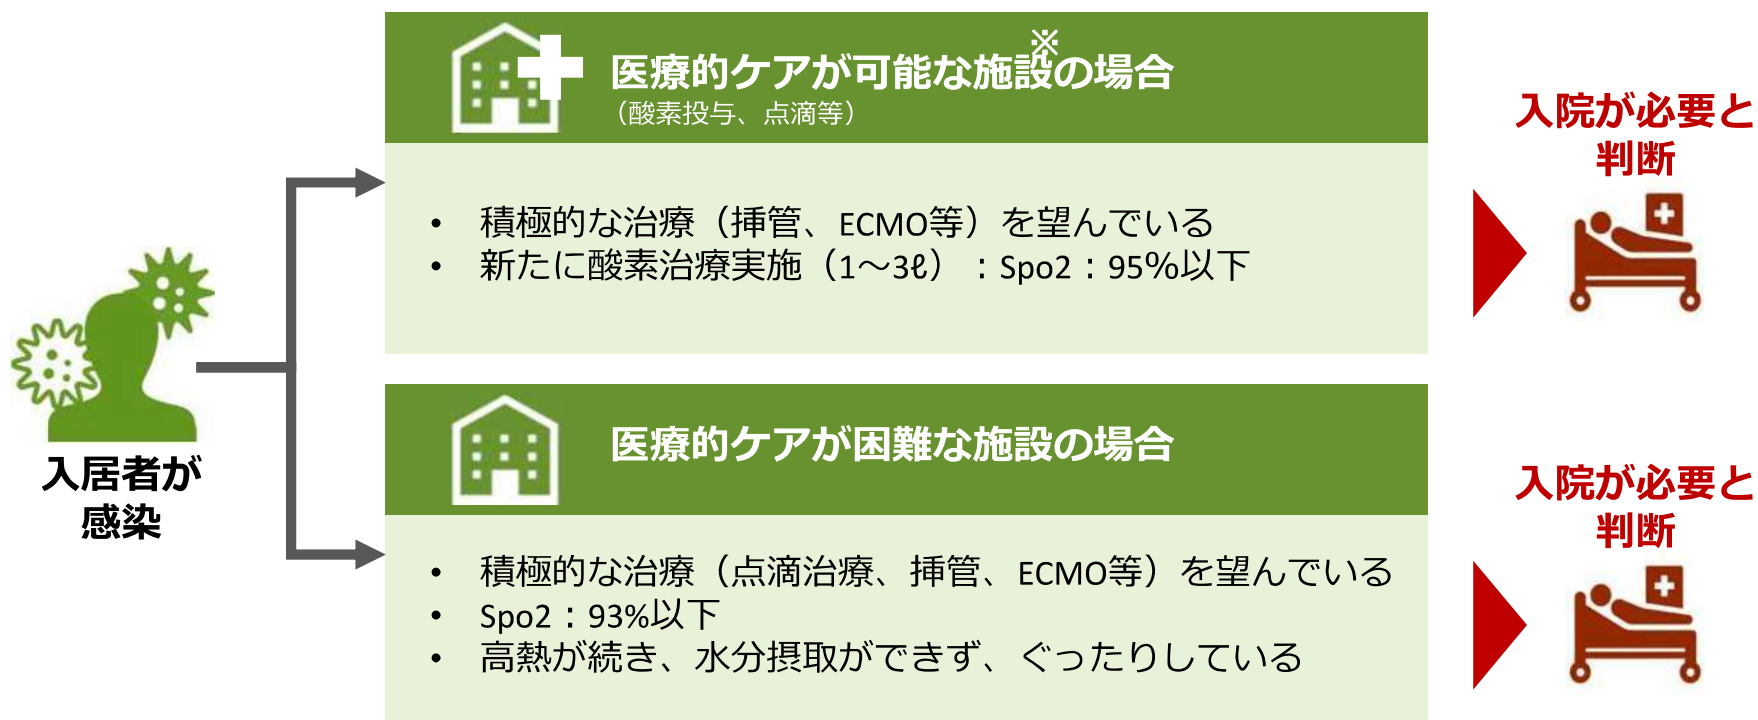 入居者が
感染
※
医療的ケアが可能な施設の場合
（酸素投与、点滴等）
• 積極的な治療（挿管、ECMO等）を望んでいる
• 新たに酸素治療実施（1～3ℓ）：Spo2：95％以下
入院が必要と
判断
医療的ケアが困難な施設の場合
• 積極的な治療（点滴治療、挿管、ECMO等）を望んでいる
• Spo2：93%以下
• 高熱が続き、水分摂取ができず、ぐったりしている
入院が必要と
判断